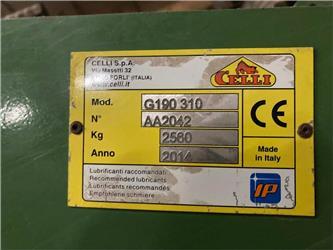 CELLI S.p.A.
Via Masetti 32
FORLI' (ITALIA)
www.celli.it
CELLI
Mod. G190 310
N° AA2042
Kg 2560
Anno 2014
CE
Made in Italy
Lubrificanti raccomandati
Recommended lubricants
Lubrifiants recommandés
Empfohlene schmiere
IP